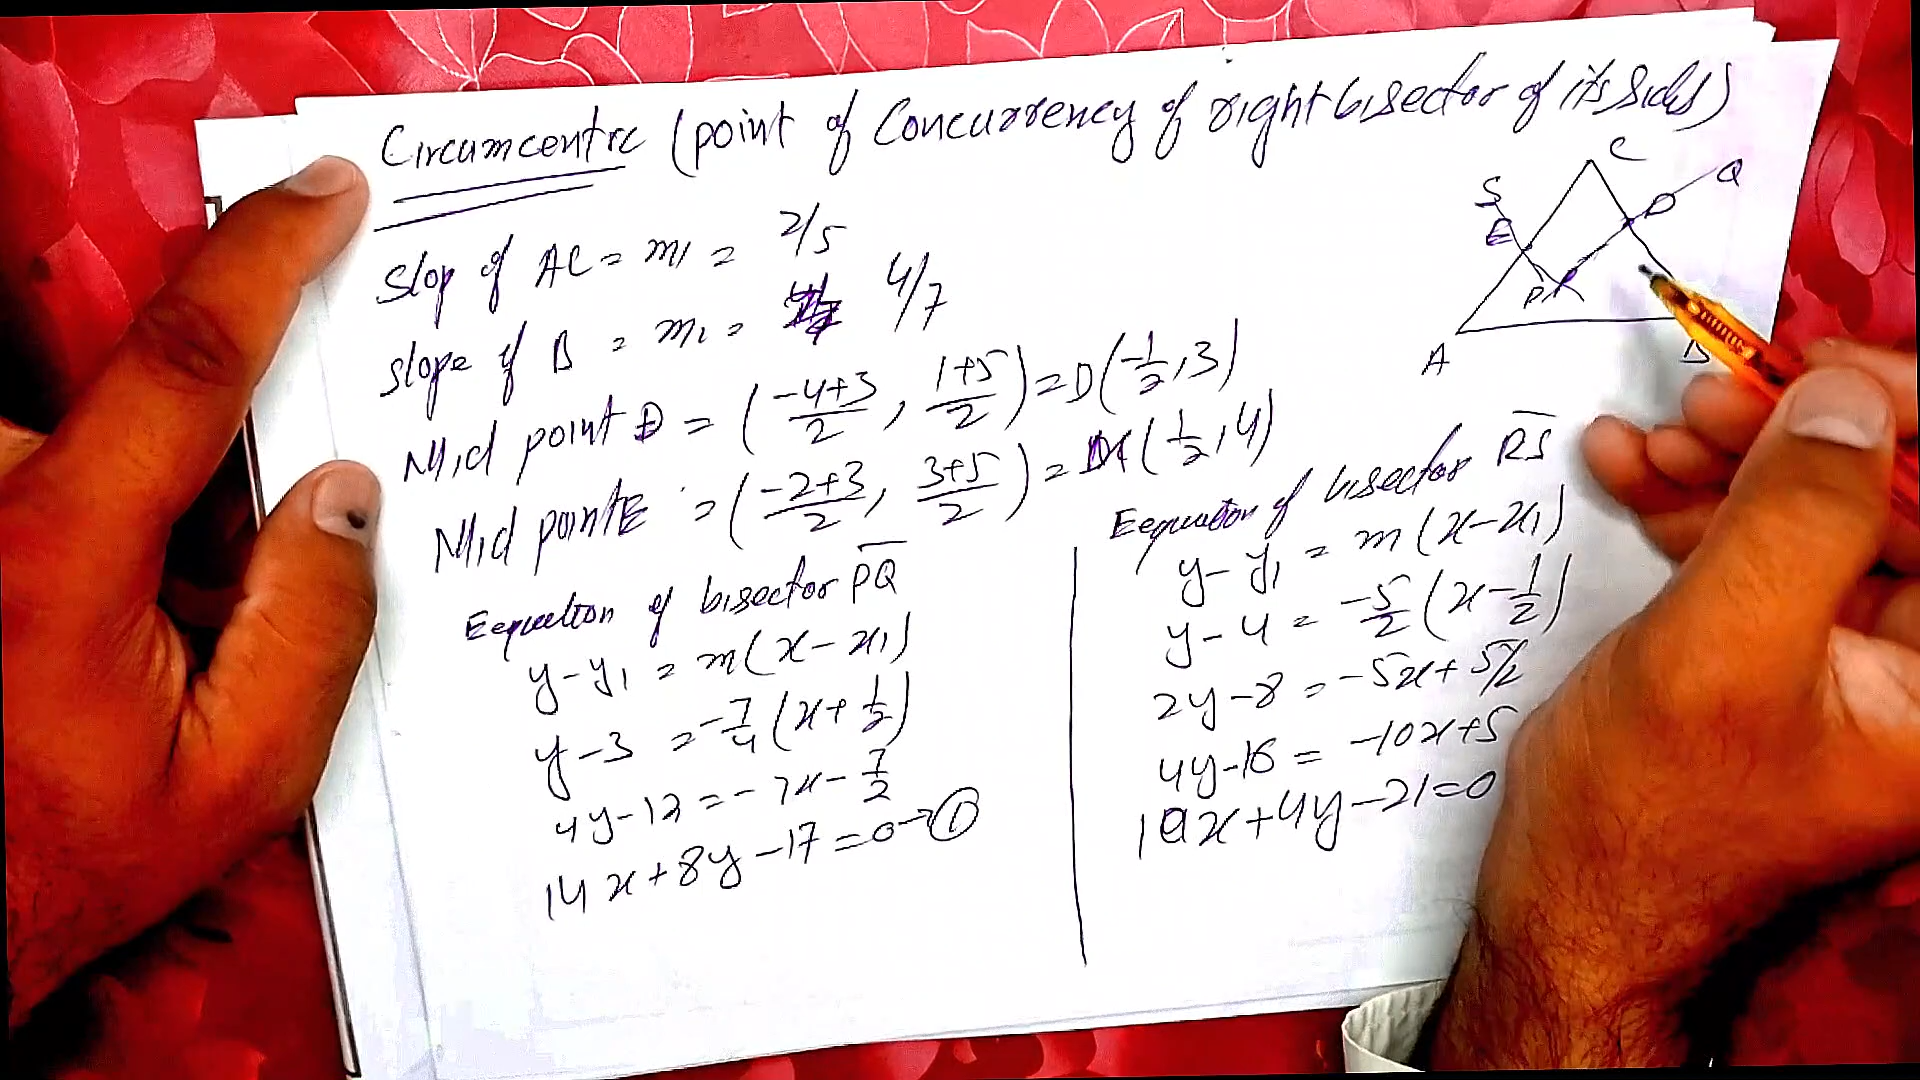 Circumcentre (point of Concurrency of right bisector of its Sides)
Slop of AC = m1 = 2/5
slope of B = m2 = 4/7
Mid point D = (-4+3/2, 1+5/2) = D(-1/2, 3)
Mid point E = (-2+3/2, 3+5/2) = (1/2, 4)
Eequation of bisector PQ
y-y1 = m(x-x1)
y-3 = -7/4(x+1/2)
4y-12 = -7x-7/2
14x+8y-17=0→①
Eequation of bisector RS
y-y1 = m(x-x1)
y-4 = -5/2(x-1/2)
2y-8 = -5x+5/2
4y-16 = -10x+5
10x+4y-21=0
C
Q
S
D
E
P R
A
B